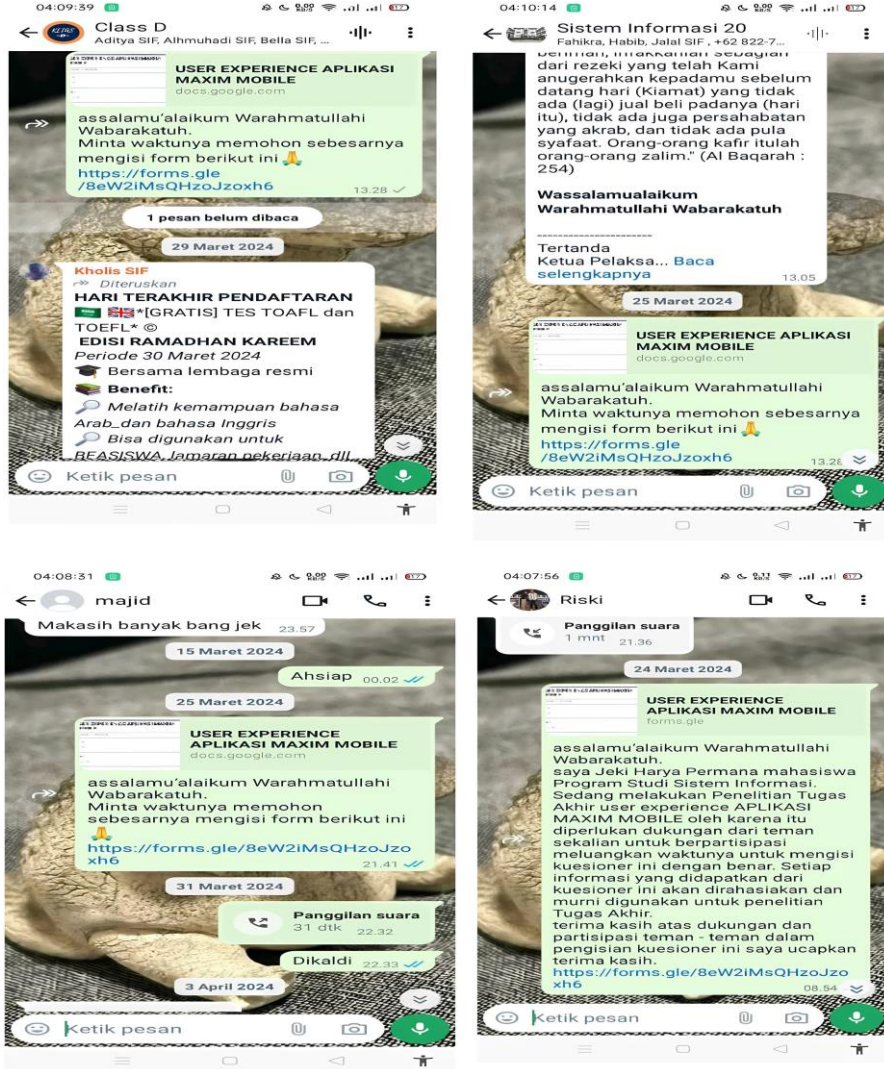 04:09:39
Class D
Aditya SIF, Alhmuhadi SIF, Bella SIF, ...
USER EXPERIENCE APLIKASI
MAXIM MOBILE
docs.google.com
assalamu'alaikum Warahmatullahi
Wabarakatuh.
Minta waktunya memohon sebesarnya
mengisi form berikut ini 🙏
https://forms.gle
/8eW2iMsQHzoJzoxh6
13.28
1 pesan belum dibaca
29 Maret 2024
Kholis SIF
Diteruskan
HARI TERAKHIR PENDAFTARAN
🇸🇦 🇬🇧*[GRATIS] TES TOAFL dan
TOEFL* ©
EDISI RAMADHAN KAREEM
Periode 30 Maret 2024
🎓 Bersama lembaga resmi
📚 Benefit:
🔎 Melatih kemampuan bahasa
Arab_dan bahasa Inggris
🔎 Bisa digunakan untuk
BEASISWA, lamaran pekerjaan, dll
Ketik pesan
04:10:14
Sistem Informasi 20
Fahikra, Habib, Jalal SIF , +62 822-7...
beriman, infakkanlah sebagian
dari rezeki yang telah Kami
anugerahkan kepadamu sebelum
datang hari (Kiamat) yang tidak
ada (lagi) jual beli padanya (hari
itu), tidak ada juga persahabatan
yang akrab, dan tidak ada pula
syafaat. Orang-orang kafir itulah
orang-orang zalim." (Al Baqarah :
254)
Wassalamualaikum
Warahmatullahi Wabarakatuh
----------------------
Tertanda
Ketua Pelaksa... Baca
selengkapnya
13.05
25 Maret 2024
USER EXPERIENCE APLIKASI
MAXIM MOBILE
docs.google.com
assalamu'alaikum Warahmatullahi
Wabarakatuh.
Minta waktunya memohon sebesarnya
mengisi form berikut ini 🙏
https://forms.gle
/8eW2iMsQHzoJzoxh6
13.28
Ketik pesan
04:08:31
majid
Makasih banyak bang jek 23.57
15 Maret 2024
Ahsiap 00.02
25 Maret 2024
USER EXPERIENCE
APLIKASI MAXIM MOBILE
docs.google.com
assalamu'alaikum Warahmatullahi
Wabarakatuh.
Minta waktunya memohon
sebesarnya mengisi form berikut ini
🙏
https://forms.gle/8eW2iMsQHzoJzo
xh6
21.41
31 Maret 2024
Panggilan suara
31 dtk 22.32
Dikaldi 22.33
3 April 2024
Ketik pesan
04:07:56
Riski
Panggilan suara
1 mnt 21.36
24 Maret 2024
USER EXPERIENCE
APLIKASI MAXIM MOBILE
forms.gle
assalamu'alaikum Warahmatullahi
Wabarakatuh.
saya Jeki Harya Permana mahasiswa
Program Studi Sistem Informasi.
Sedang melakukan Penelitian Tugas
Akhir user experience APLIKASI
MAXIM MOBILE oleh karena itu
diperlukan dukungan dari teman
sekalian untuk berpartisipasi
meluangkan waktunya untuk mengisi
kuesioner ini dengan benar. Setiap
informasi yang didapatkan dari
kuesioner ini akan dirahasiakan dan
murni digunakan untuk penelitian
Tugas Akhir.
terima kasih atas dukungan dan
partisipasi teman - teman dalam
pengisian kuesioner ini saya ucapkan
terima kasih.
https://forms.gle/8eW2iMsQHzoJzo
xh6
08.54
Ketik pesan